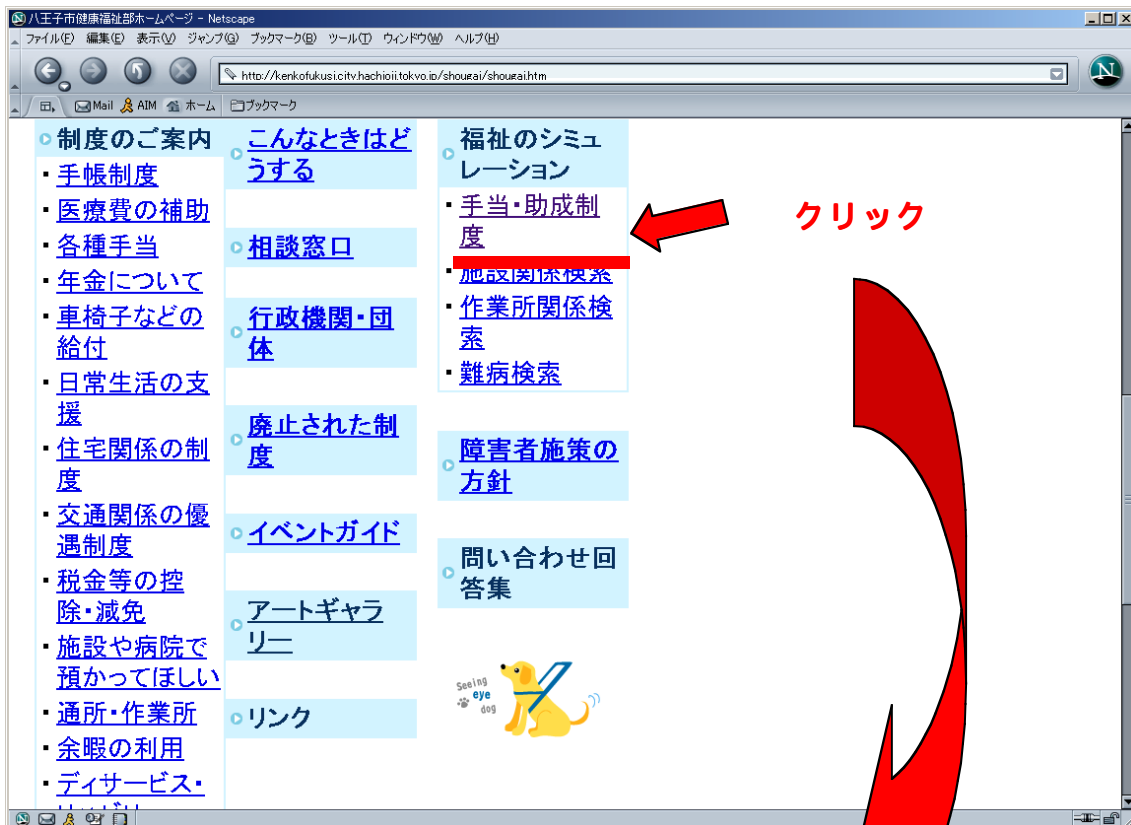 八王子市健康福祉部ホームページ - Netscape
ファイル(F) 編集(E) 表示(V) ジャンプ(G) ブックマーク(B) ツール(T) ウィンドウ(W) ヘルプ(H)
http://kenkofukusi.city.hachioji.tokyo.jp/shougai/shougai.htm
N
Mail AIM ホーム ブックマーク
制度のご案内
・手帳制度
・医療費の補助
・各種手当
・年金について
・車椅子などの
給付
・日常生活の支
援
・住宅関係の制
度
・交通関係の優
遇制度
・税金等の控
除・減免
・施設や病院で
預かってほしい
・通所・作業所
・余暇の利用
・デイサービス・
こんなときはど
うする
相談窓口
行政機関・団
体
廃止された制
度
イベントガイド
アートギャラ
リー
リンク
福祉のシミュ
レーション
・手当・助成制
度
・施設関係検索
・作業所関係検
索
・難病検索
障害者施策の
方針
問い合わせ回
答集
Seeing
eye
dog
クリック